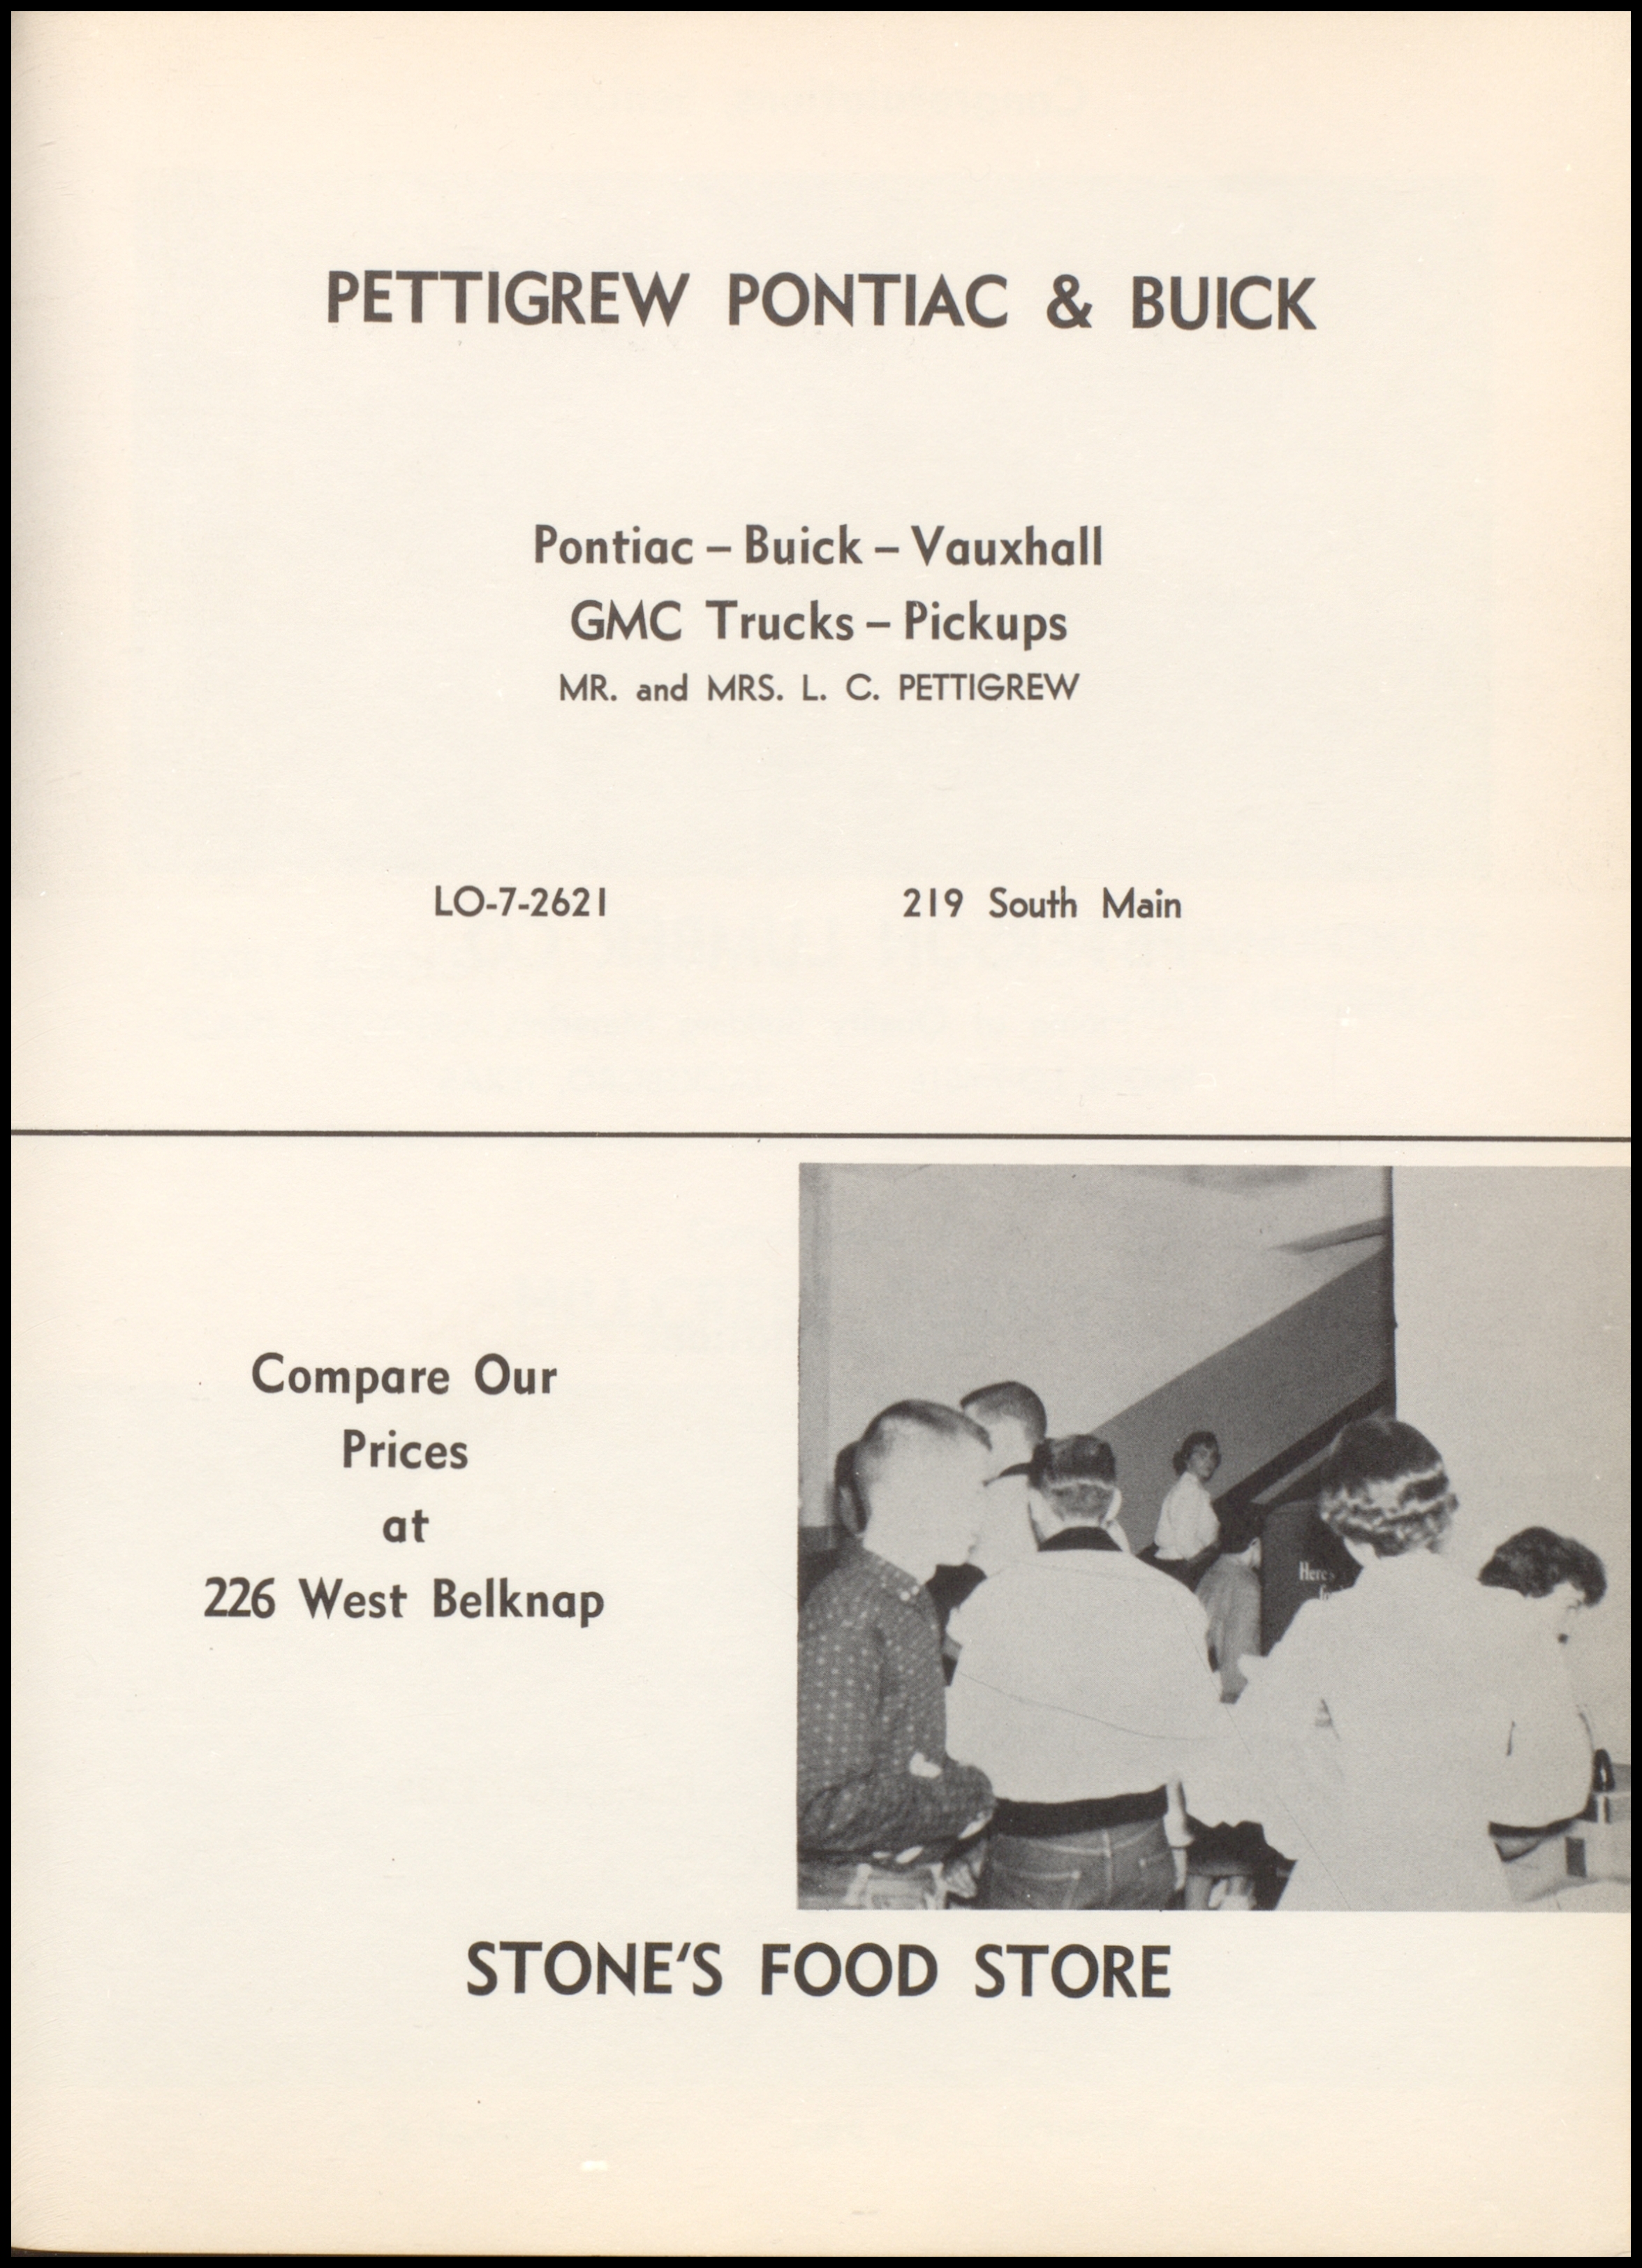 PETTIGREW PONTIAC & BUICK
Pontiac – Buick – Vauxhall
GMC Trucks – Pickups
MR. and MRS. L. C. PETTIGREW
LO-7-2621 219 South Main
Compare Our
Prices
at
226 West Belknap
Here's
STONE'S FOOD STORE